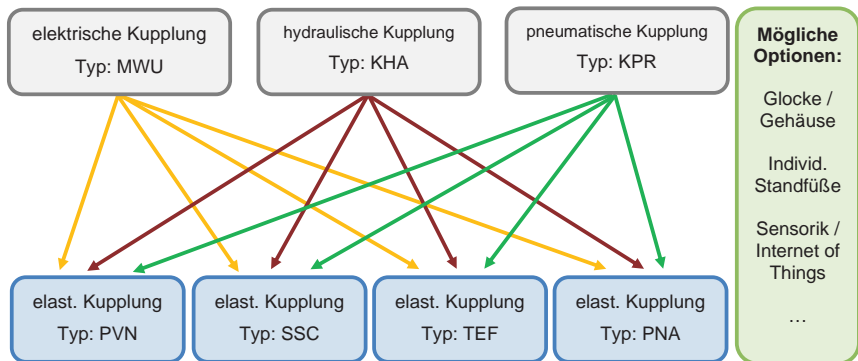 elektrische Kupplung
Typ: MWU
hydraulische Kupplung
Typ: KHA
pneumatische Kupplung
Typ: KPR
elast. Kupplung
Typ: PVN
elast. Kupplung
Typ: SSC
elast. Kupplung
Typ: TEF
elast. Kupplung
Typ: PNA
Mögliche
Optionen:
Glocke /
Gehäuse
Individ.
Standfüße
Sensorik /
Internet of
Things
…